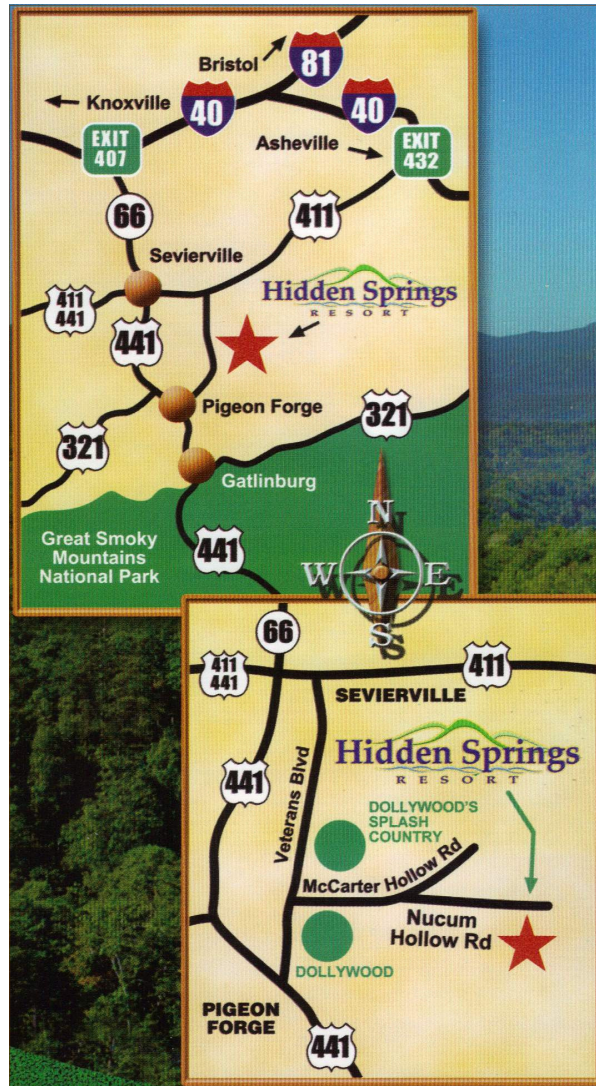 Bristol
81
Knoxville
40
40
EXIT
407
Asheville
EXIT
432
66
411
Sevierville
Hidden Springs
RESORT
411
441
441
Pigeon Forge
321
321
Gatlinburg
Great Smoky
Mountains
National Park
441
N
W E
S
66
411
441
411
SEVIERVILLE
Hidden Springs
RESORT
441
Veterans Blvd
DOLLYWOOD'S
SPLASH
COUNTRY
McCarter Hollow Rd
Nucum
Hollow Rd
DOLLYWOOD
PIGEON
FORGE
441